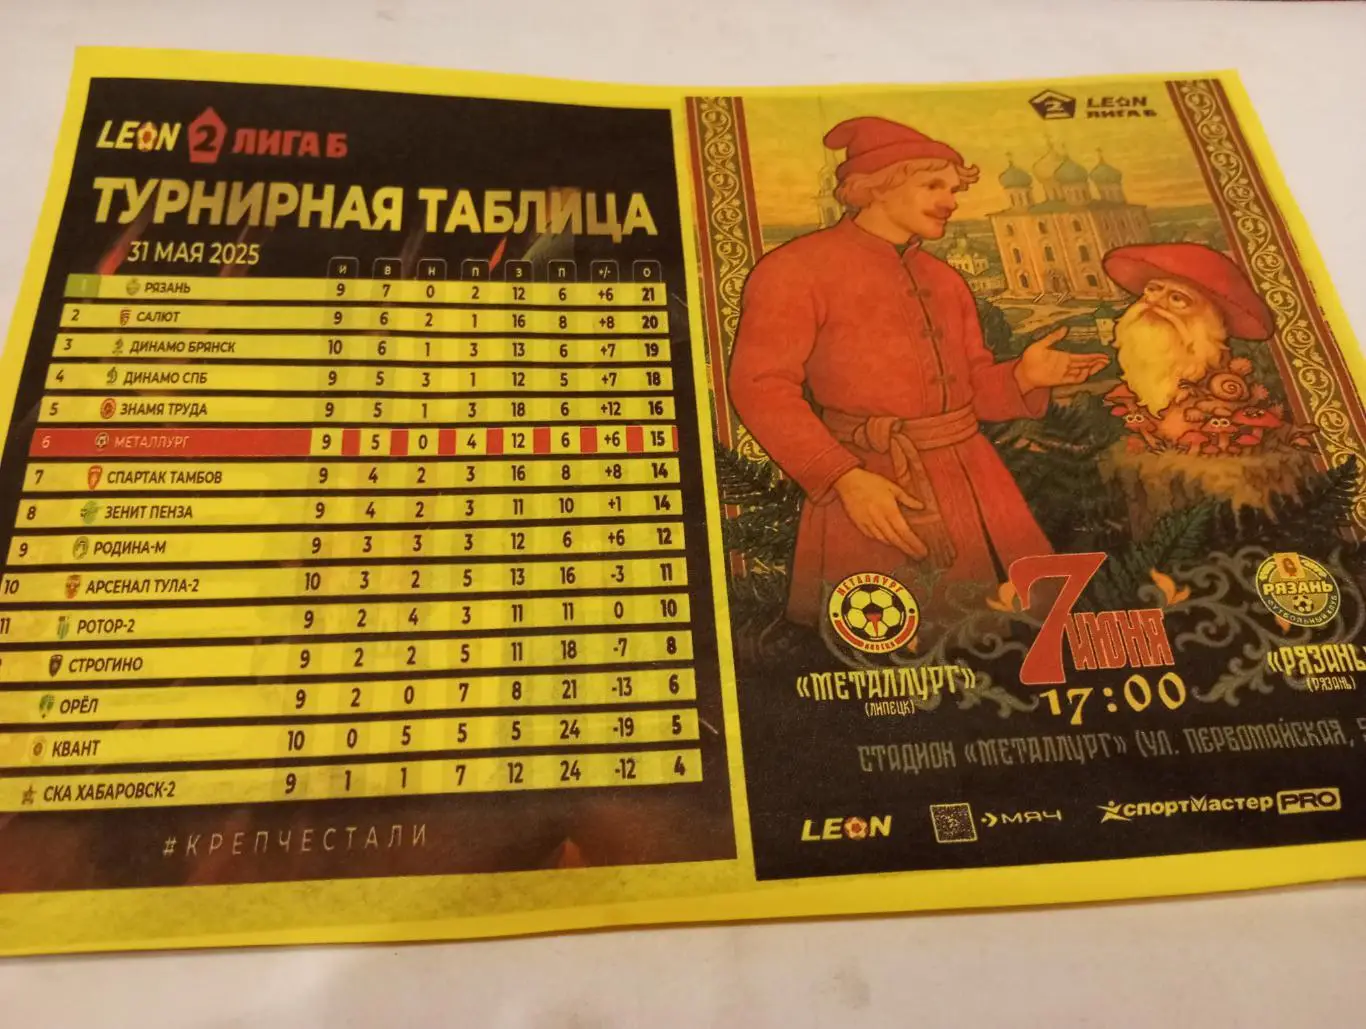 LEON 2 ЛИГА Б
ТУРНИРНАЯ ТАБЛИЦА
31 МАЯ 2025
И В Н П З П +/- О
1 РЯЗАНЬ 9 7 0 2 12 6 +6 21
2 САЛЮТ 9 6 2 1 16 8 +8 20
3 ДИНАМО БРЯНСК 10 6 1 3 13 6 +7 19
4 ДИНАМО СПБ 9 5 3 1 12 5 +7 18
5 ЗНАМЯ ТРУДА 9 5 1 3 18 6 +12 16
6 МЕТАЛЛУРГ 9 5 0 4 12 6 +6 15
7 СПАРТАК ТАМБОВ 9 4 2 3 16 8 +8 14
8 ЗЕНИТ ПЕНЗА 9 4 2 3 11 10 +1 14
9 РОДИНА-М 9 3 3 3 12 6 +6 12
10 АРСЕНАЛ ТУЛА-2 10 3 2 5 13 16 -3 11
11 РОТОР-2 9 2 4 3 11 11 0 10
СТРОГИНО 9 2 2 5 11 18 -7 8
ОРЁЛ 9 2 0 7 8 21 -13 6
КВАНТ 10 0 5 5 5 24 -19 5
СКА ХАБАРОВСК-2 9 1 1 7 12 24 -12 4
#КРЕПЧЕСТАЛИ
2 LEON
ЛИГА Б
МЕТАЛЛУРГ
ЛИПЕЦК
РЯЗАНЬ
ФУТБОЛЬНЫЙ КЛУБ
7 ИЮНЯ
17:00
«МЕТАЛЛУРГ»
(ЛИПЕЦК)
«РЯЗАНЬ
(РЯЗАНЬ)
СТАДИОН «МЕТАЛЛУРГ» (УЛ. ПЕРВОМАЙСКАЯ,
LEON
2
МЯЧ
СПОРТМАСТЕР PRO